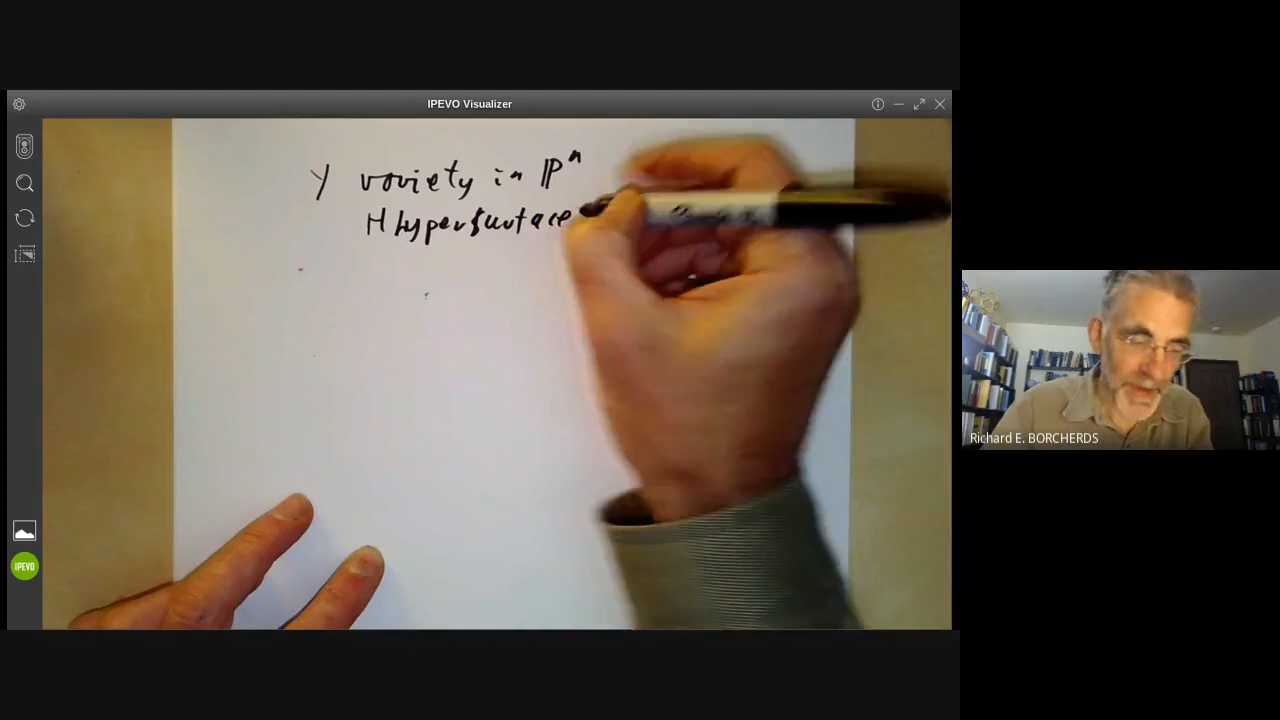 IPEVO Visualizer
Y variety in ℙⁿ
H hypersurface
IPEVO
Richard E. BORCHERDS